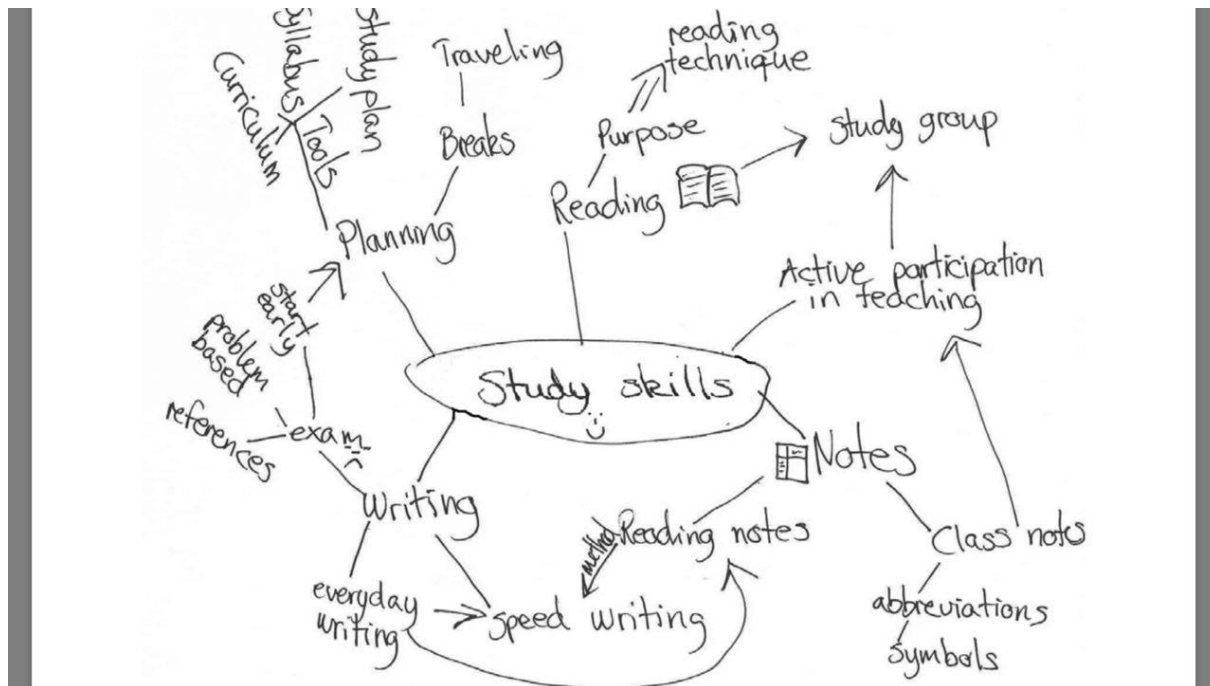 Study plan
Syllabus
Curriculum
Tools
Traveling
Breaks
Planning
reading
technique
Purpose
Reading
study group
Active participation
in teaching
start
early
problem
based
references
exam
Study skills
Notes
Writing
method
Reading notes
Class notes
everyday
writing
speed writing
abbreviations
symbols